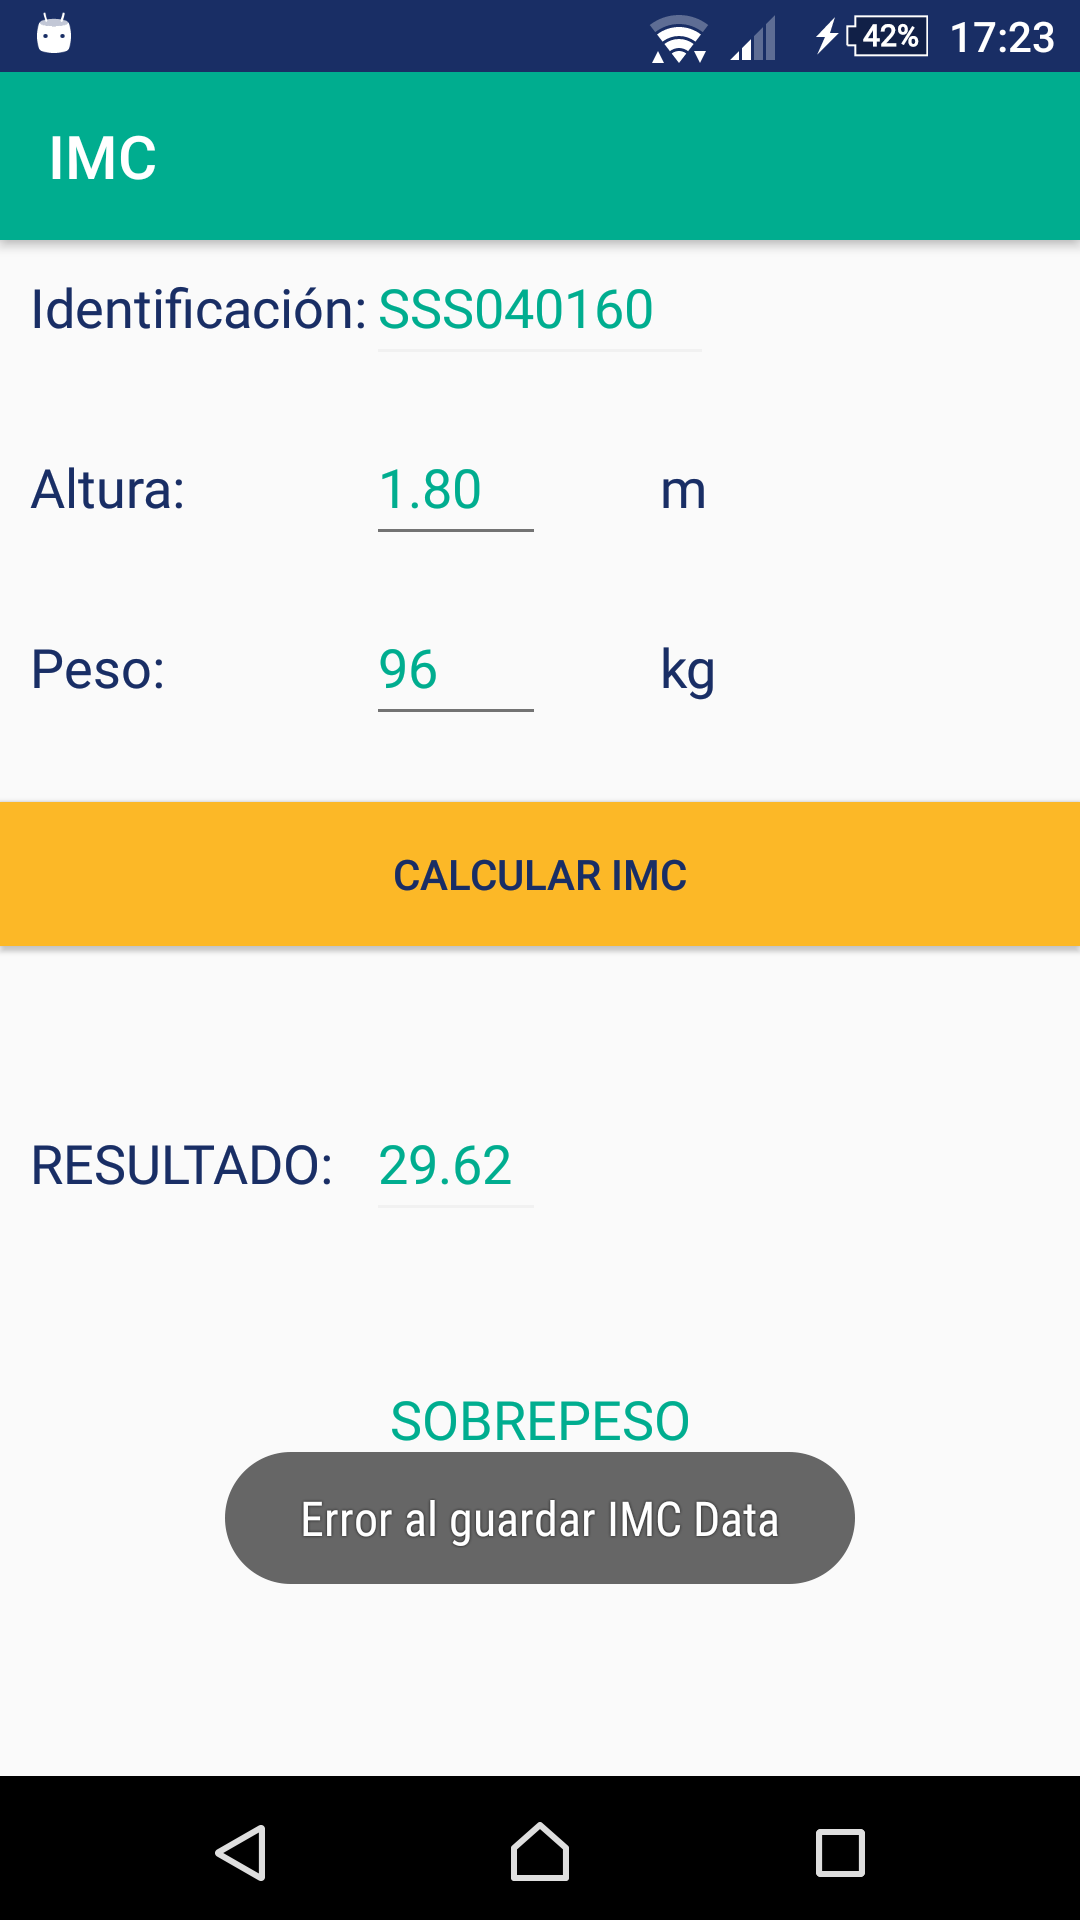 42% 17:23
IMC
Identificación: SSS040160
Altura: 1.80 m
Peso: 96 kg
CALCULAR IMC
RESULTADO: 29.62
SOBREPESO
Error al guardar IMC Data